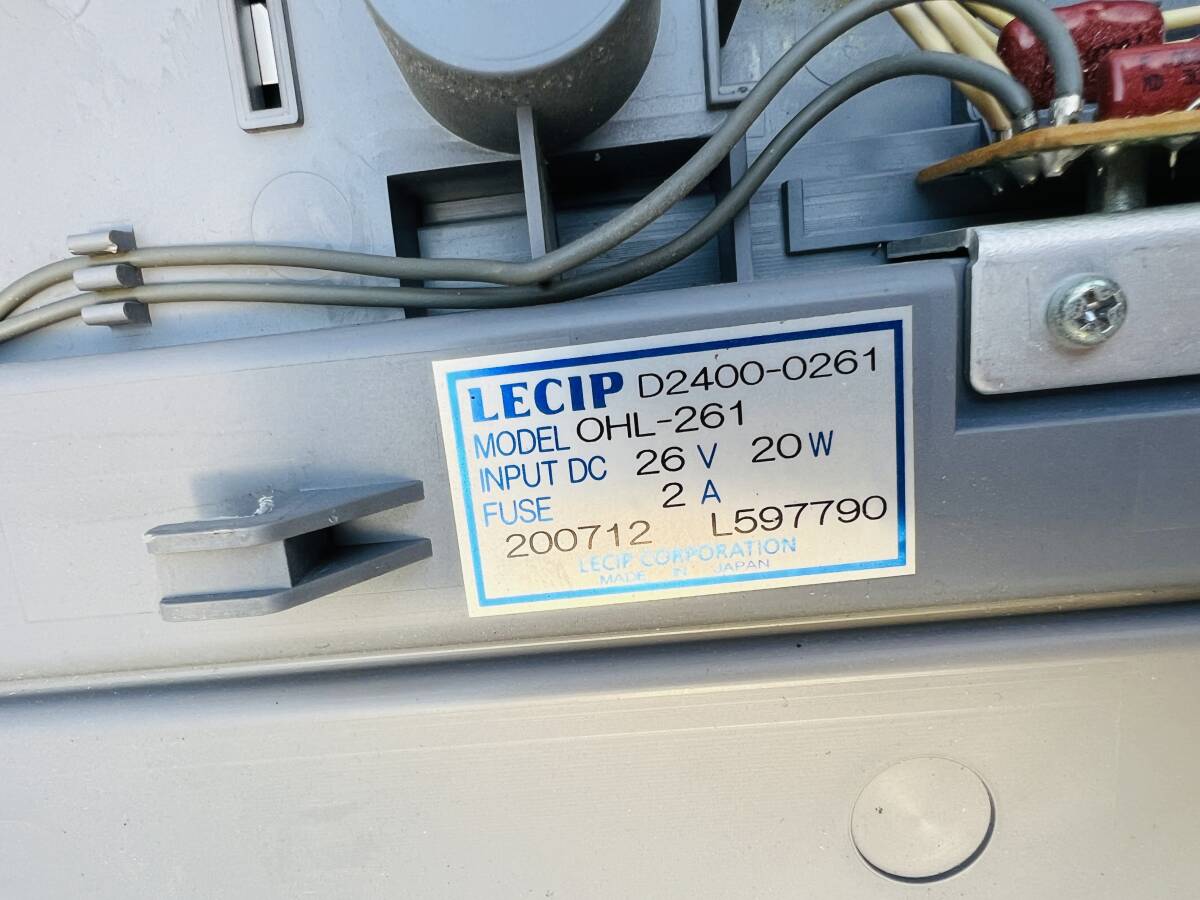 LECIP D2400-0261
MODEL OHL-261
INPUT DC 26 V 20 W
FUSE 2 A
200712 L597790
LECIP CORPORATION
MADE IN JAPAN